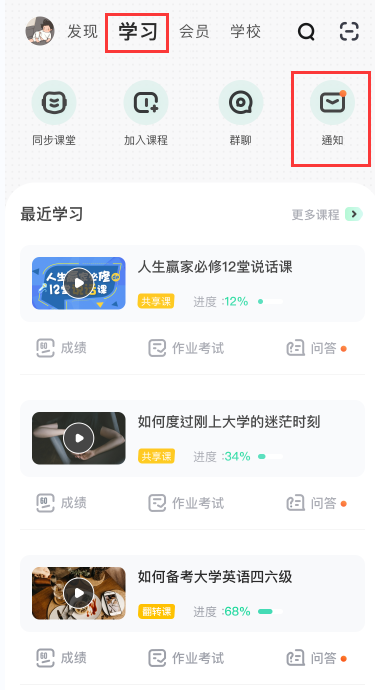 发现 学习 会员 学校
同步课堂 加入课程 群聊 通知
最近学习 更多课程
人生赢家必修12堂说话课
共享课 进度 :12%
成绩 作业考试 问答
如何度过刚上大学的迷茫时刻
共享课 进度 :34%
成绩 作业考试 问答
如何备考大学英语四六级
翻转课 进度 :68%
成绩 作业考试 问答